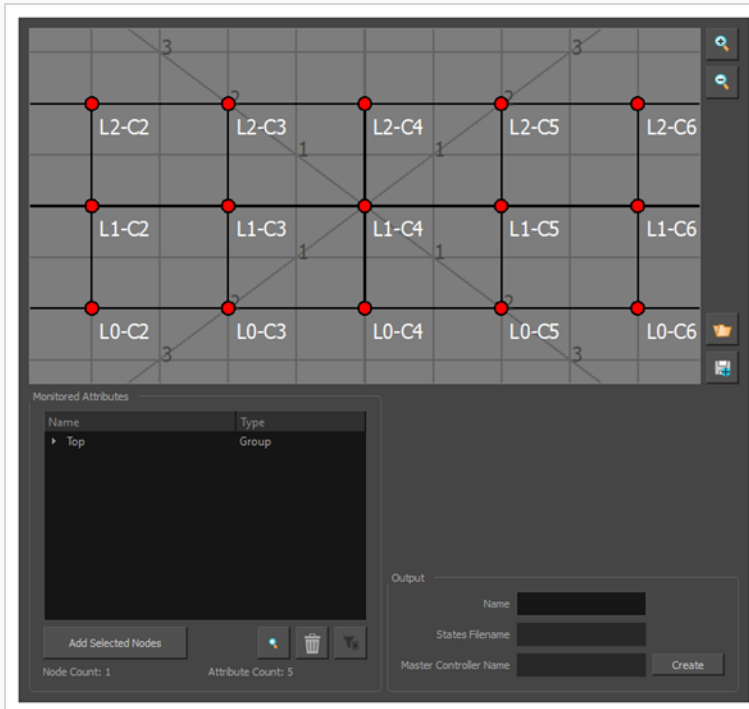 3 3
2 2
L2-C2 L2-C3 L2-C4 L2-C5 L2-C6
1 1
L1-C2 L1-C3 L1-C4 L1-C5 L1-C6
1 1
2 2
L0-C2 L0-C3 L0-C4 L0-C5 L0-C6
3 3
Monitored Attributes
Name Type
Top Group
Add Selected Nodes
Node Count: 1 Attribute Count: 5
Output
Name
States Filename
Master Controller Name Create